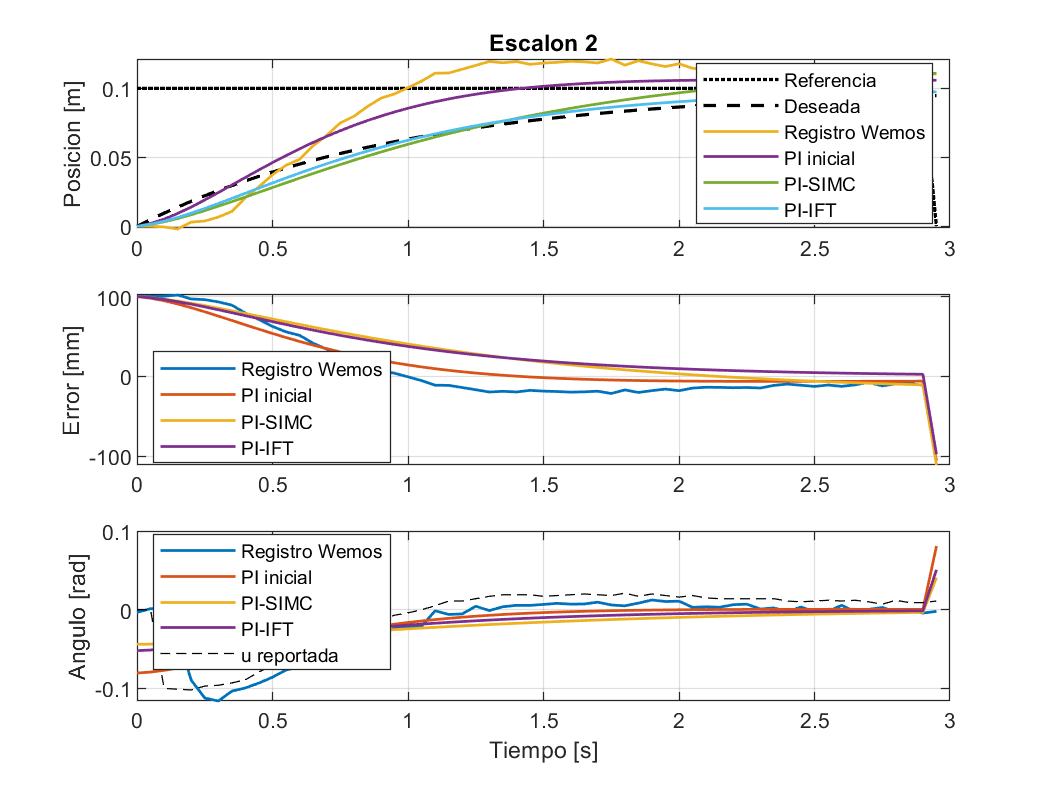 Escalon 2
Posicion [m]
0.1
0.05
0
0
0.5
1
1.5
2
2.5
3
Referencia
Deseada
Registro Wemos
PI inicial
PI-SIMC
PI-IFT
Error [mm]
100
0
-100
0
0.5
1
1.5
2
2.5
3
Registro Wemos
PI inicial
PI-SIMC
PI-IFT
Angulo [rad]
0.1
0
-0.1
0
0.5
1
1.5
2
2.5
3
Registro Wemos
PI inicial
PI-SIMC
PI-IFT
u reportada
Tiempo [s]